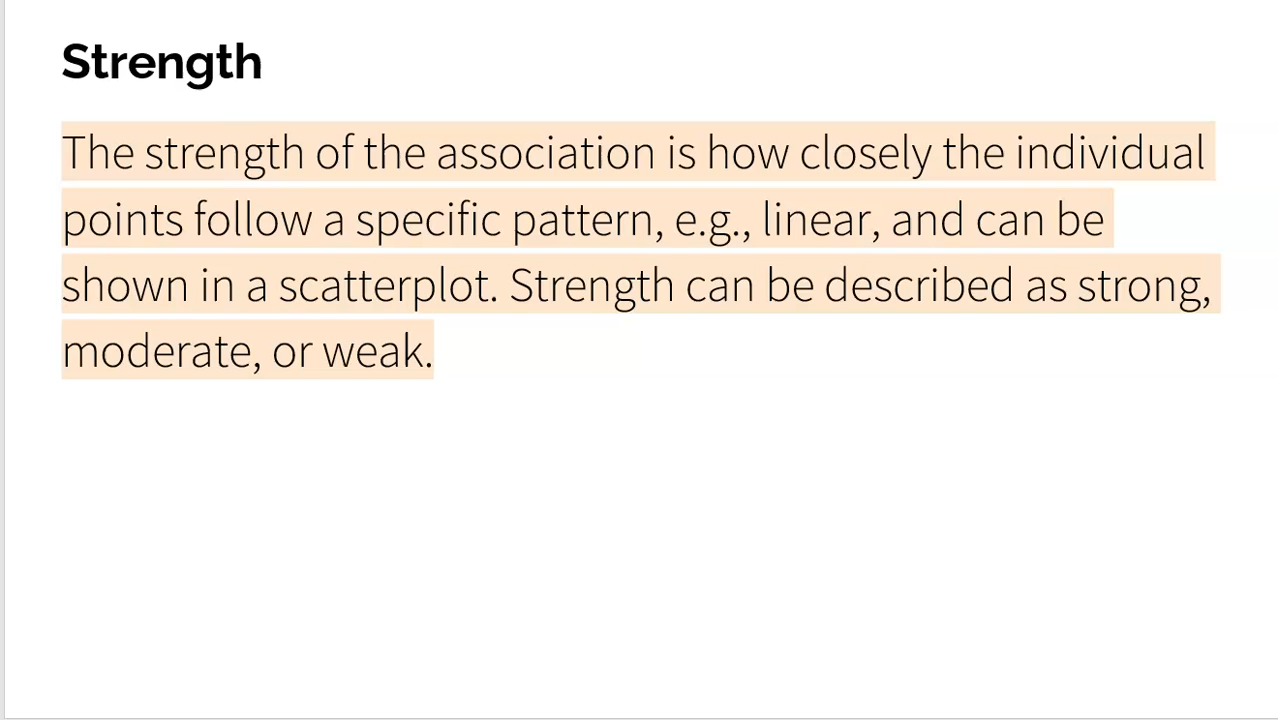 Strength
The strength of the association is how closely the individual
points follow a specific pattern, e.g., linear, and can be
shown in a scatterplot. Strength can be described as strong,
moderate, or weak.